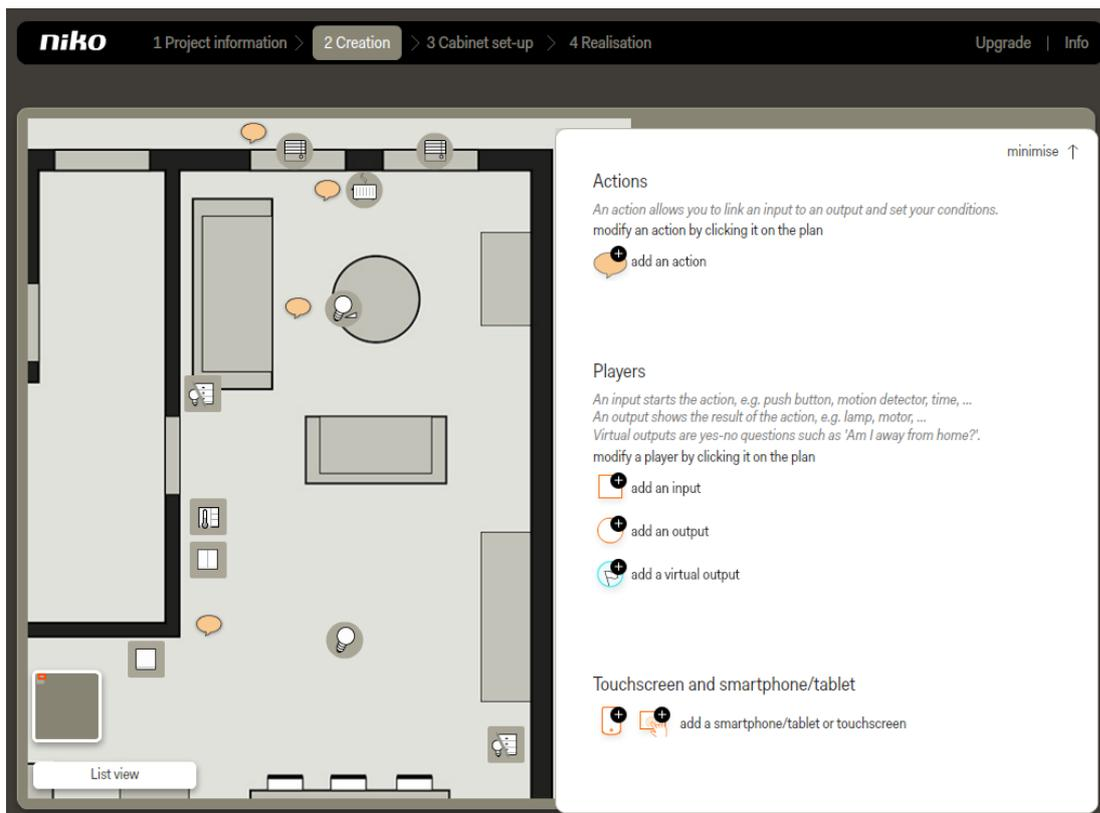 niko
1 Project information
2 Creation
3 Cabinet set-up
4 Realisation
Upgrade | Info
minimise ↑
Actions
An action allows you to link an input to an output and set your conditions.
modify an action by clicking it on the plan
add an action
Players
An input starts the action, e.g. push button, motion detector, time, ...
An output shows the result of the action, e.g. lamp, motor, ...
Virtual outputs are yes-no questions such as 'Am I away from home?'.
modify a player by clicking it on the plan
add an input
add an output
add a virtual output
Touchscreen and smartphone/tablet
add a smartphone/tablet or touchscreen
List view